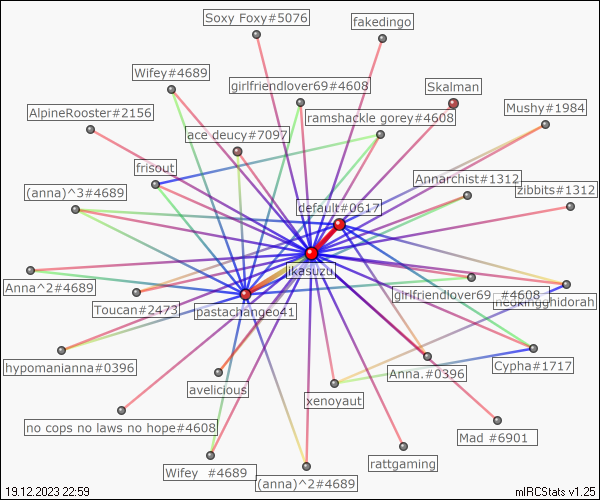 Soxy Foxy#5076
fakedingo
Wifey#4689
girlfriendlover69#4608
Skalman
AlpineRooster#2156
ramshackle gorey#4608
Mushy#1984
ace deucy#7097
frisout
Annarchist#1312
(anna)^3#4689
zibbits#1312
default#0617
likasuzu
Anna^2#4689
girlfriendlover69_#4608
Toucan#2473
pastachangeo41
hypomanianna#0396
Cypha#1717
Anna.#0396
avelicious
xenoyaut
no cops no laws no hope#4608
Mad #6901
Wifey #4689
rattgaming
(anna)^2#4689
19.12.2023 22:59
mIRCStats v1.25